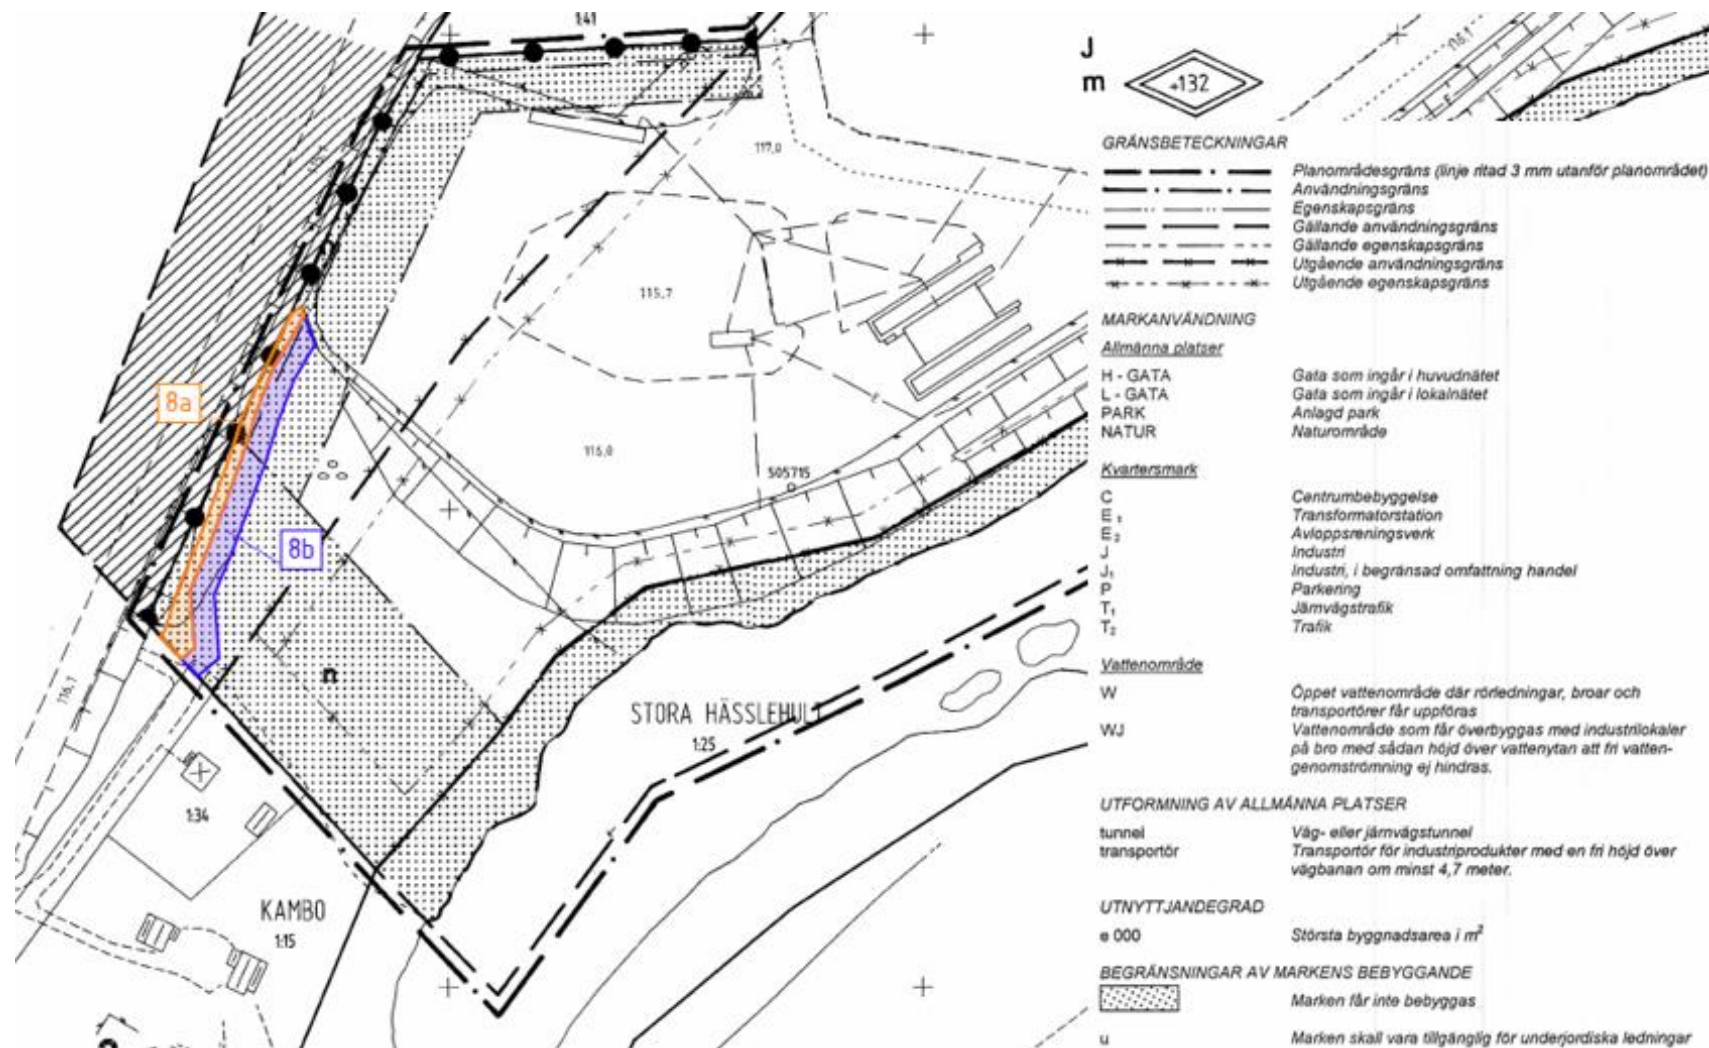 1:41
J
m
+132
116,1
GRÄNSBETECKNINGAR
Planområdesgräns (linje ritad 3 mm utanför planområdet)
Användningsgräns
Egenskapsgräns
Gällande användningsgräns
Gällande egenskapsgräns
Utgående användningsgräns
Utgående egenskapsgräns
MARKANVÄNDNING
Allmänna platser
H - GATA Gata som ingår i huvudnätet
L - GATA Gata som ingår i lokalnätet
PARK Anlagd park
NATUR Naturområde
Kvartersmark
C Centrumbebyggelse
E₁ Transformatorstation
E₂ Avloppsreningsverk
J Industri
J₁ Industri, i begränsad omfattning handel
P Parkering
T₁ Järnvägstrafik
T₂ Trafik
Vattenområde
W Öppet vattenområde där rörledningar, broar och
transportörer får uppföras
WJ Vattenområde som får överbyggas med industrilokaler
på bro med sådan höjd över vattenytan att fri vatten-
genomströmning ej hindras.
UTFORMNING AV ALLMÄNNA PLATSER
tunnel Väg- eller järnvägstunnel
transportör Transportör för industriprodukter med en fri höjd över
vägbanan om minst 4,7 meter.
UTNYTTJANDEGRAD
e 000 Största byggnadsarea i m²
BEGRÄNSNINGAR AV MARKENS BEBYGGANDE
Marken får inte bebyggas
u Marken skall vara tillgänglig för underjordiska ledningar
117,0
115,7
8a
115,0
505715
8b
n
116,7
STORA HÄSSLEHULT
1:25
1:34
KAMBO
1:15